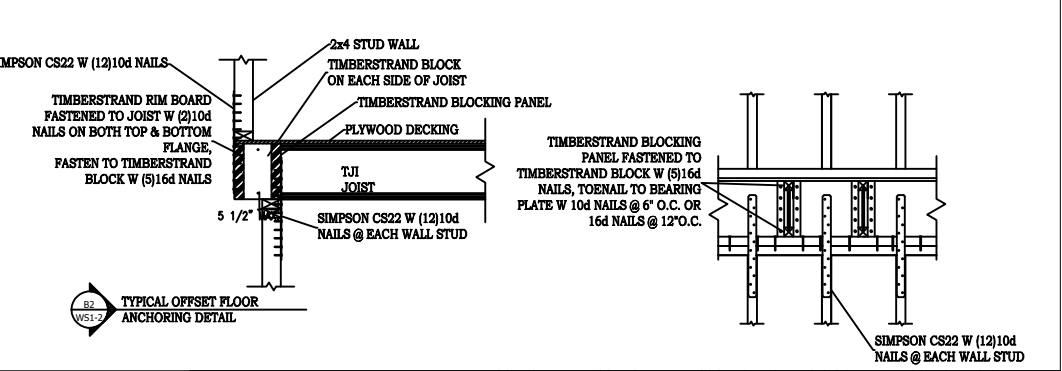 2x4 STUD WALL
IMPSON CS22 W (12)10d NAILS
TIMBERSTRAND BLOCK
ON EACH SIDE OF JOIST
TIMBERSTRAND RIM BOARD
FASTENED TO JOIST W (2)10d
NAILS ON BOTH TOP & BOTTOM
FLANGE,
FASTEN TO TIMBERSTRAND
BLOCK W (5)16d NAILS
TIMBERSTRAND BLOCKING PANEL
PLYWOOD DECKING
TJI
JOIST
5 1/2"
SIMPSON CS22 W (12)10d
NAILS @ EACH WALL STUD
B2
WS1-2
TYPICAL OFFSET FLOOR
ANCHORING DETAIL
TIMBERSTRAND BLOCKING
PANEL FASTENED TO
TIMBERSTRAND BLOCK W (5)16d
NAILS, TOENAIL TO BEARING
PLATE W 10d NAILS @ 6" O.C. OR
16d NAILS @ 12"O.C.
SIMPSON CS22 W (12)10d
NAILS @ EACH WALL STUD